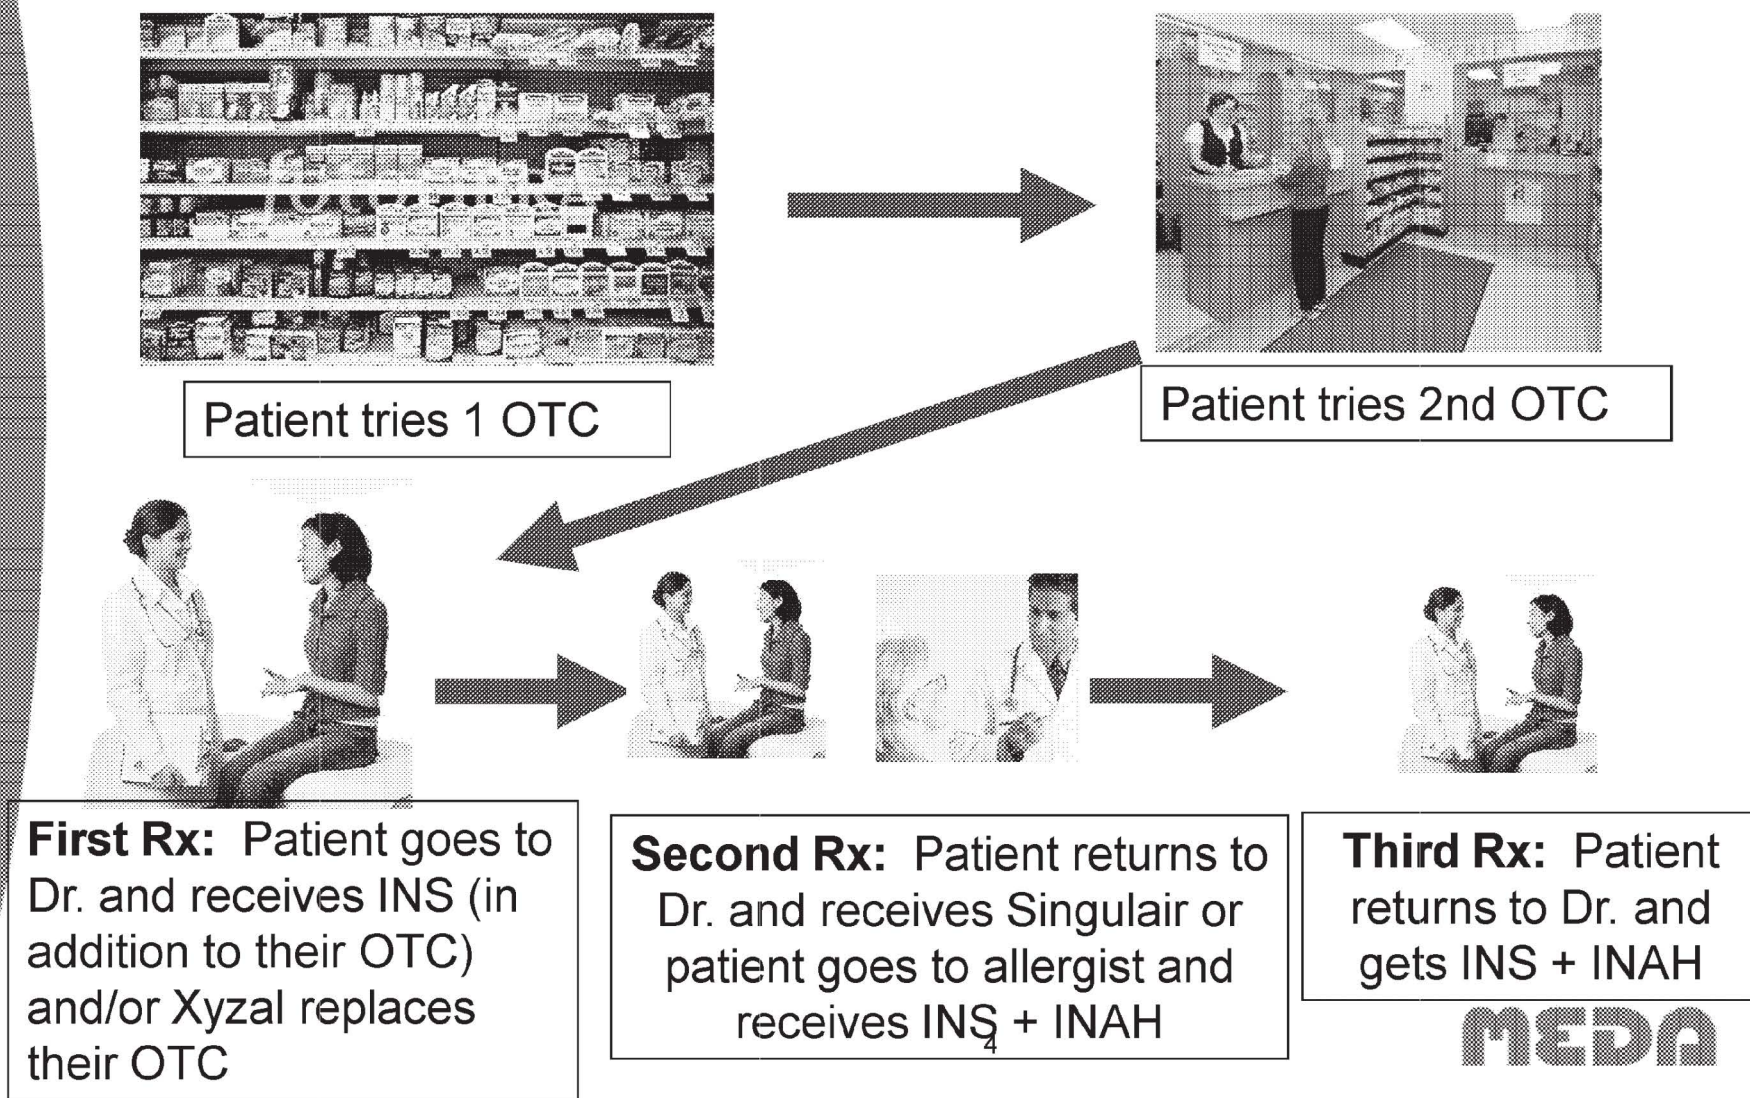 Patient tries 1 OTC
Patient tries 2nd OTC
First Rx: Patient goes to
Dr. and receives INS (in
addition to their OTC)
and/or Xyzal replaces
their OTC
Second Rx: Patient returns to
Dr. and receives Singulair or
patient goes to allergist and
receives INS + INAH
4
Third Rx: Patient
returns to Dr. and
gets INS + INAH
MEDA